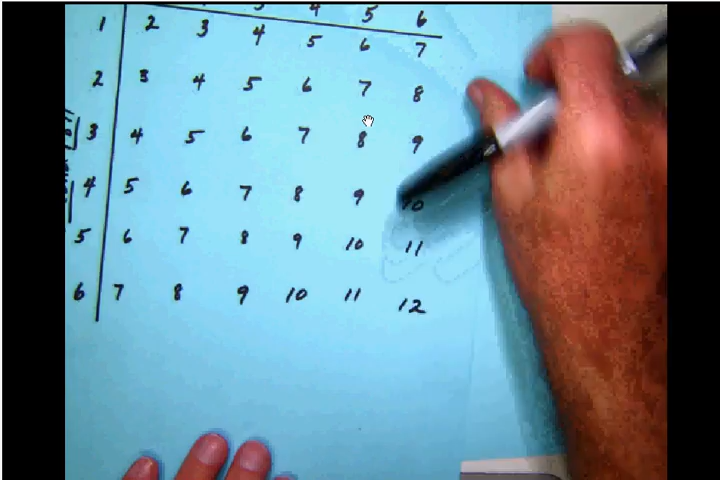 3 4 5 6
1 2 3 4 5 6 7
2 3 4 5 6 7 8
3 4 5 6 7 8 9
4 5 6 7 8 9 10
5 6 7 8 9 10 11
6 7 8 9 10 11 12